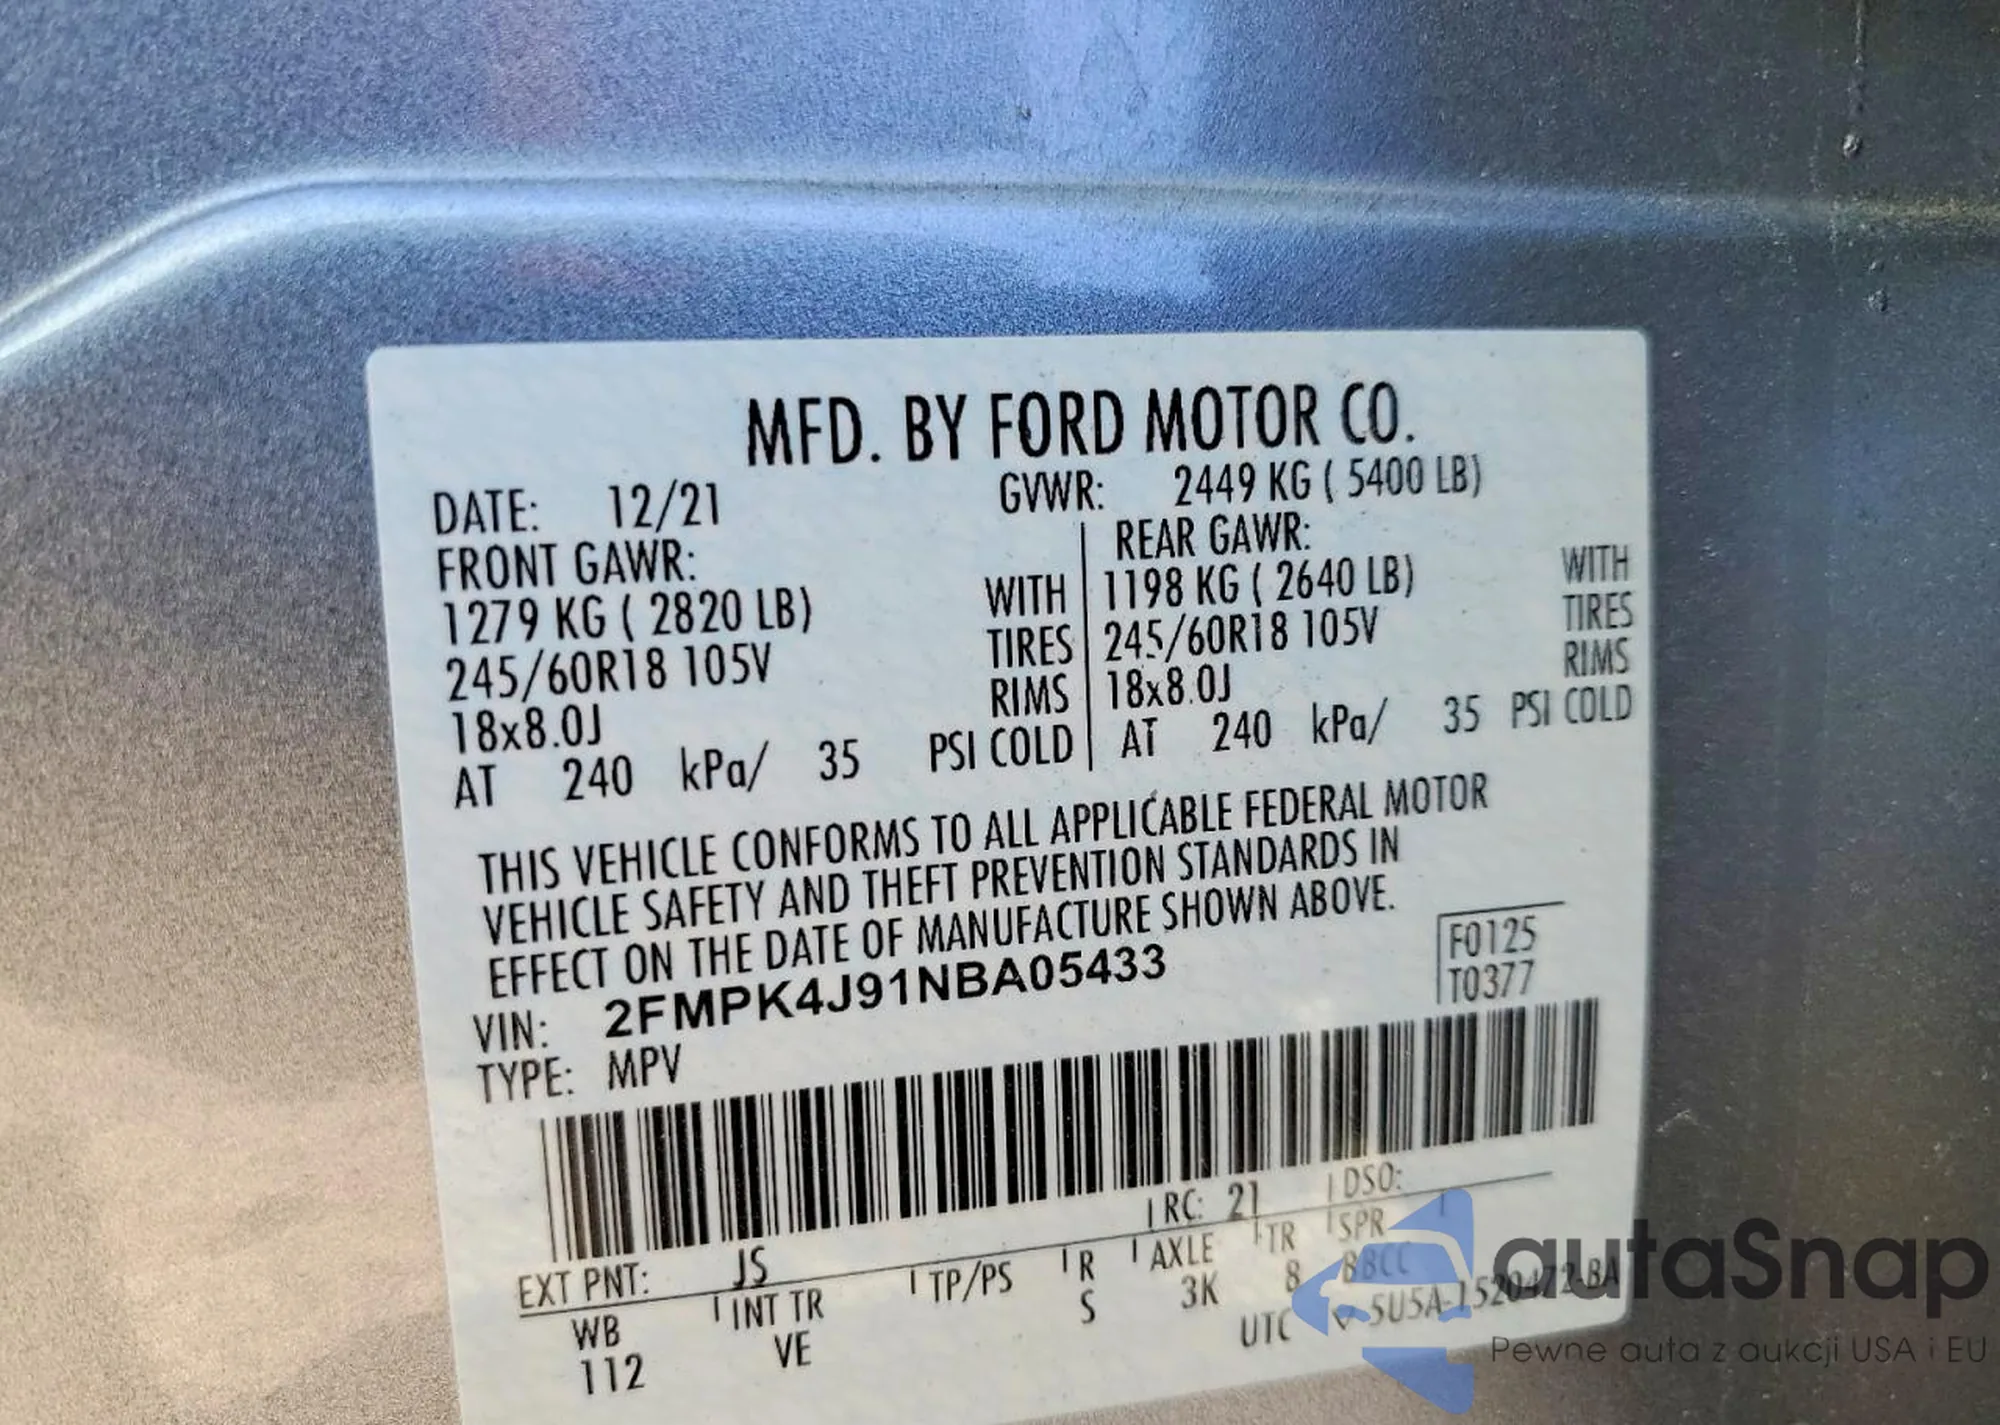 MFD. BY FORD MOTOR CO.
DATE: 12/21 GVWR: 2449 KG ( 5400 LB)
FRONT GAWR: REAR GAWR:
1279 KG ( 2820 LB) WITH 1198 KG ( 2640 LB) WITH
245/60R18 105V TIRES 245/60R18 105V TIRES
18x8.0J RIMS 18x8.0J RIMS
AT 240 kPa/ 35 PSI COLD AT 240 kPa/ 35 PSI COLD
THIS VEHICLE CONFORMS TO ALL APPLICABLE FEDERAL MOTOR
VEHICLE SAFETY AND THEFT PREVENTION STANDARDS IN
EFFECT ON THE DATE OF MANUFACTURE SHOWN ABOVE.
F0125
T0377
VIN: 2FMPK4J91NBA05433
TYPE: MPV
EXT PNT: JS RC: 21 DSO:
WB INT TR TP/PS R AXLE TR SPR
112 VE S 3K 8 8BCC
UTC 5U5A-1520472-BA
autaSnap
Pewne auta z aukcji USA i EU